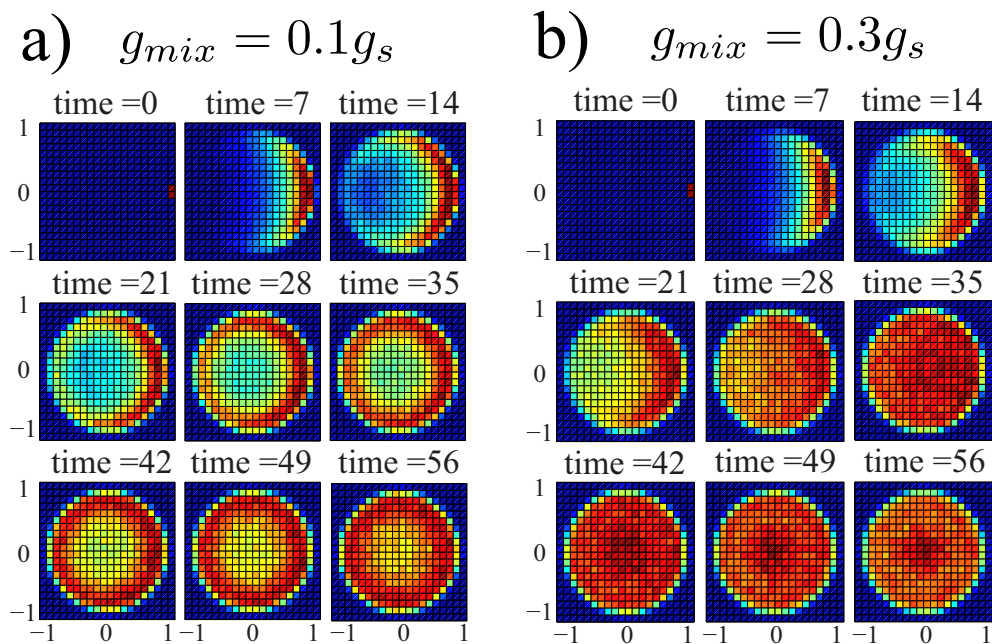 a) g_mix = 0.1g_s
time =0 time =7 time =14
1
0
−1
time =21 time =28 time =35
1
0
−1
time =42 time =49 time =56
1
0
−1
−1 0 1 −1 0 1 −1 0 1
b) g_mix = 0.3g_s
time =0 time =7 time =14
1
0
−1
time =21 time =28 time =35
1
0
−1
time =42 time =49 time =56
1
0
−1
−1 0 1 −1 0 1 −1 0 1